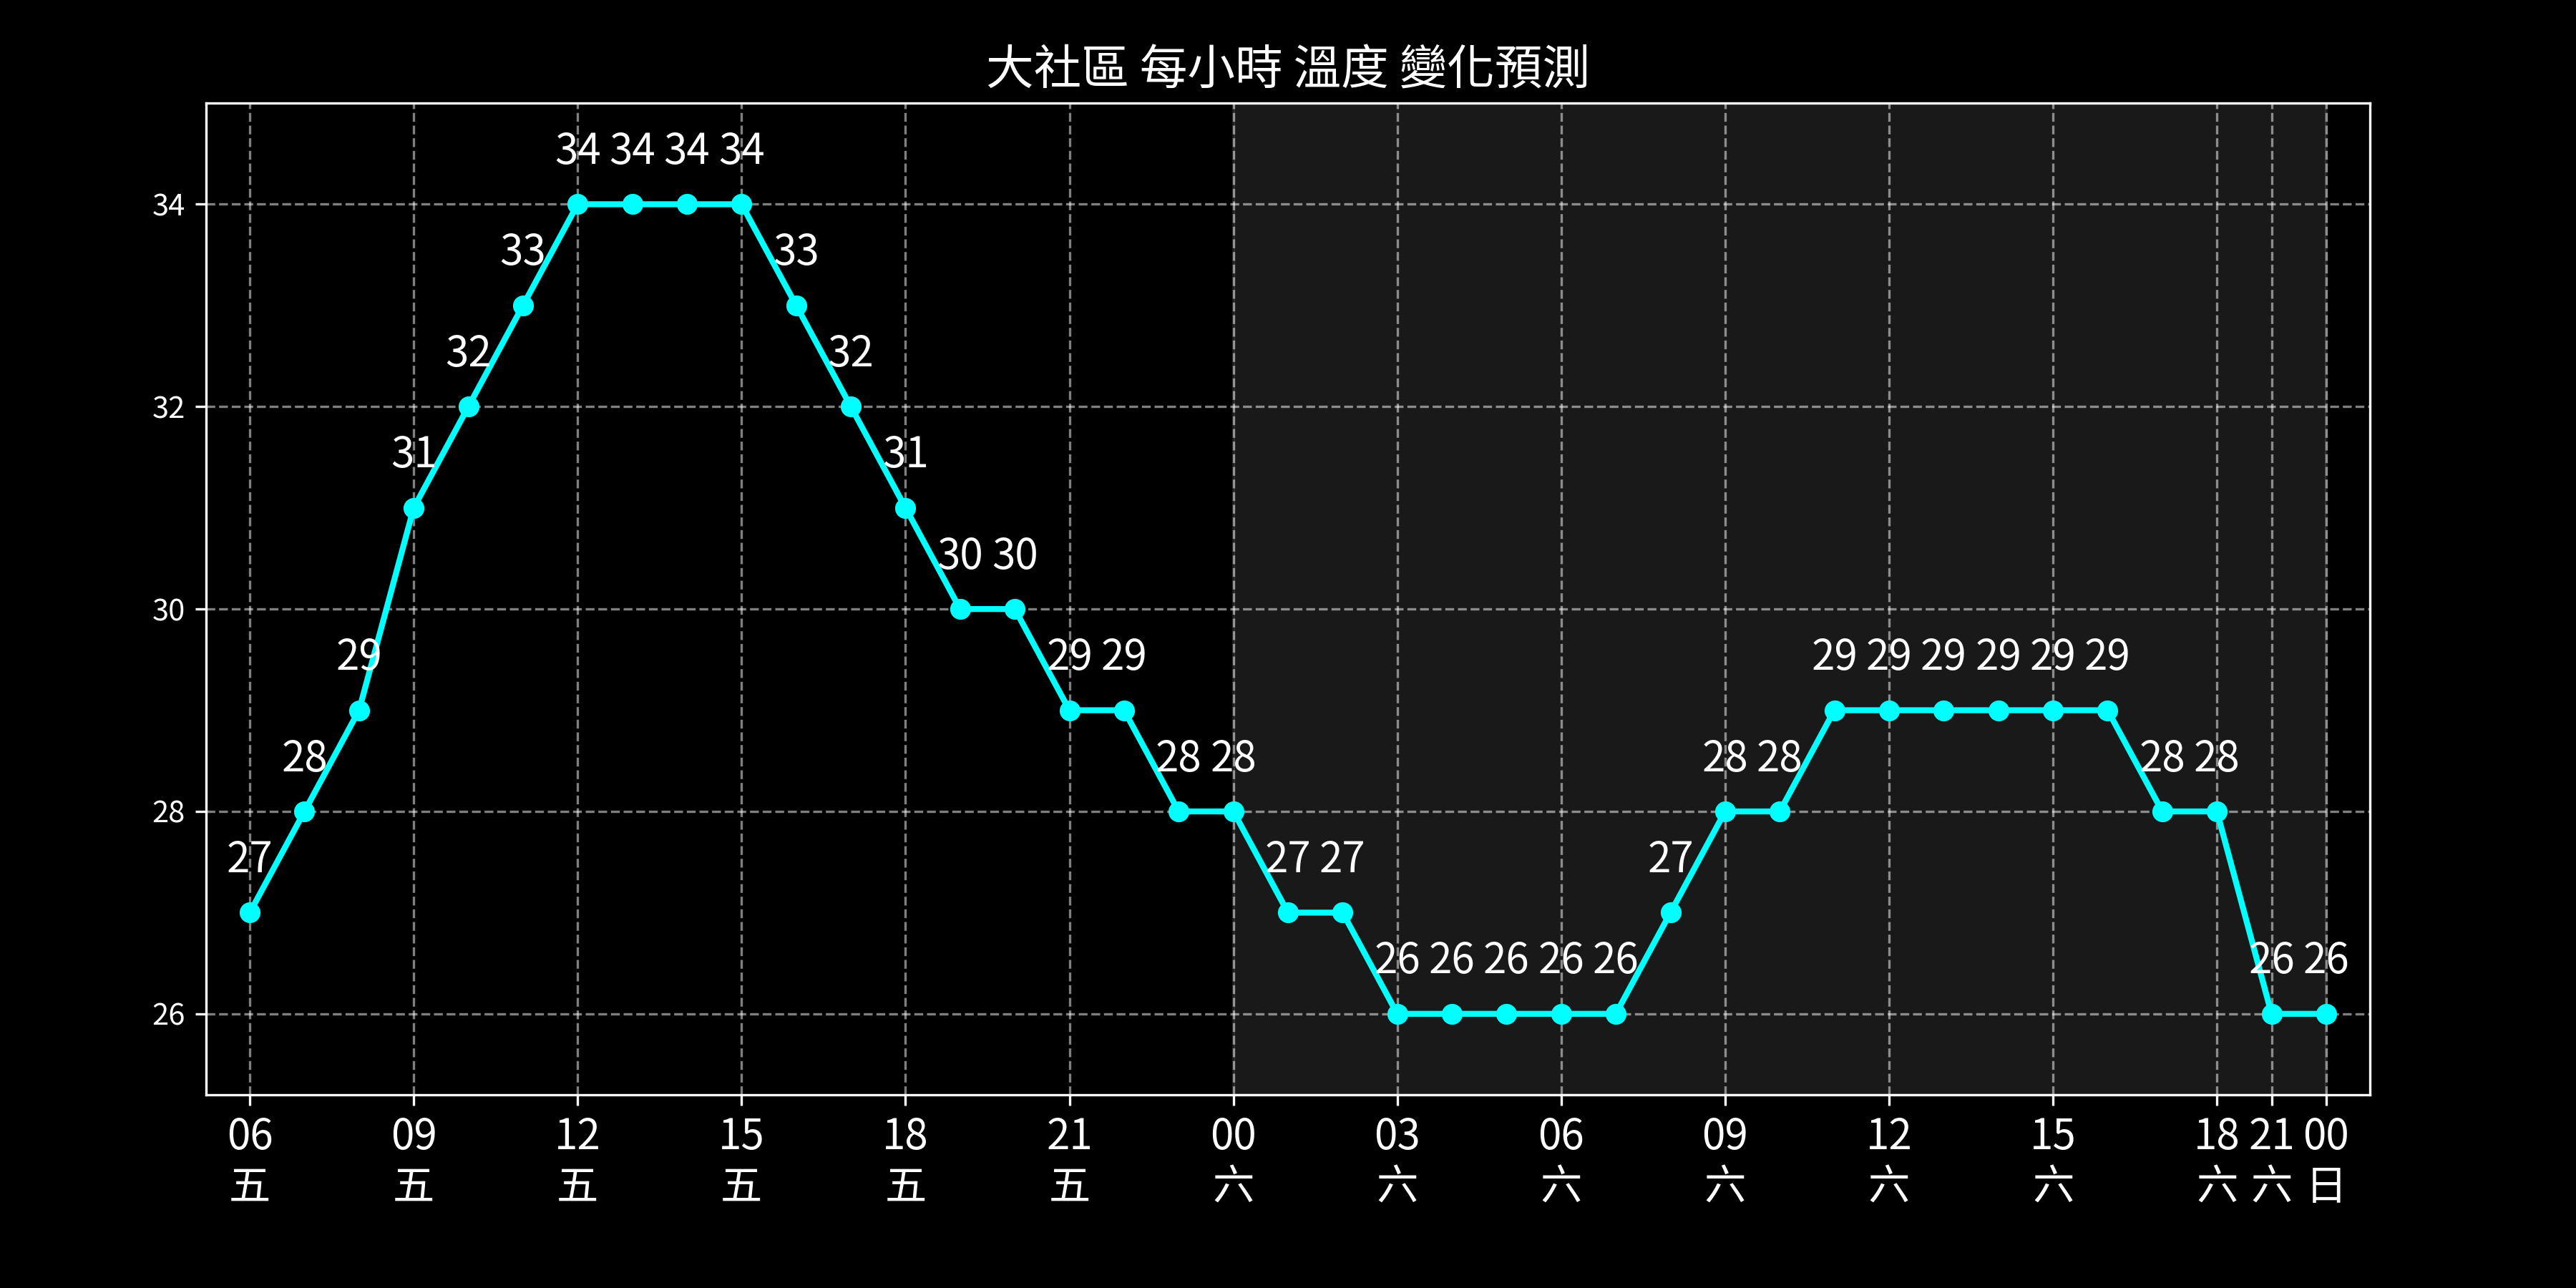 大社區 每小時 溫度 變化預測
34 34 34 34
34
33 33
32 32
32
31 31
30 30
30
29 29 29 29 29 29 29 29 29
28 28 28 28 28 28 28
28
27 27 27 27
26 26 26 26 26 26 26
26
06 09 12 15 18 21 00 03 06 09 12 15 18 21 00
五 五 五 五 五 五 六 六 六 六 六 六 六 六 日